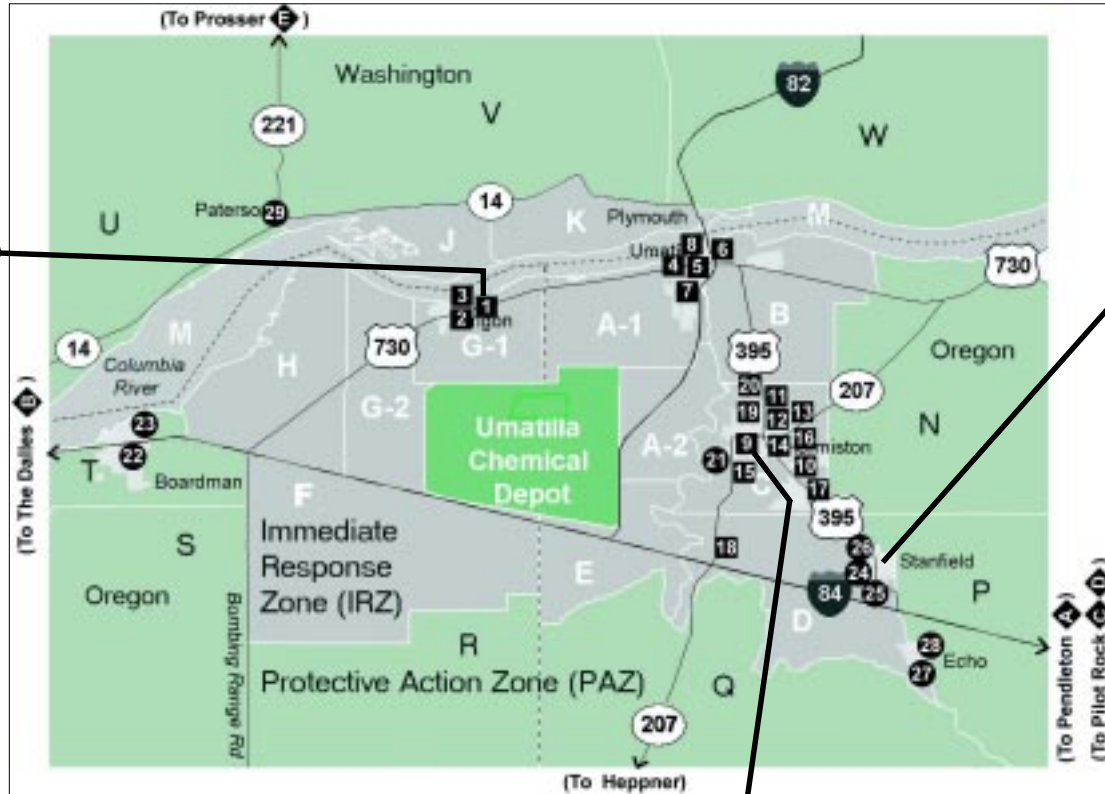 (To Prosser E)
Washington
82
V
221
W
U
14
Paterson
29
K
Plymouth
M
J
8
6
Umatilla
4
5
730
7
3
1
2
A-1
B
M
G-1
H
730
395
Oregon
14
Columbia
River
G-2
20
11
207
19
12
13
N
Umatilla
Chemical
Depot
A-2
9
14
16
miston
(To The Dalles B)
23
22
T
Boardman
21
15
10
17
C
F
395
S
Immediate
Response
Zone (IRZ)
18
26
Stanfield
E
24
25
84
P
Oregon
Bombing Range Rd
D
R
28
Echo
27
Protective Action Zone (PAZ)
Q
207
(To Pendleton A)
(To Pilot Rock C D)
(To Heppner)